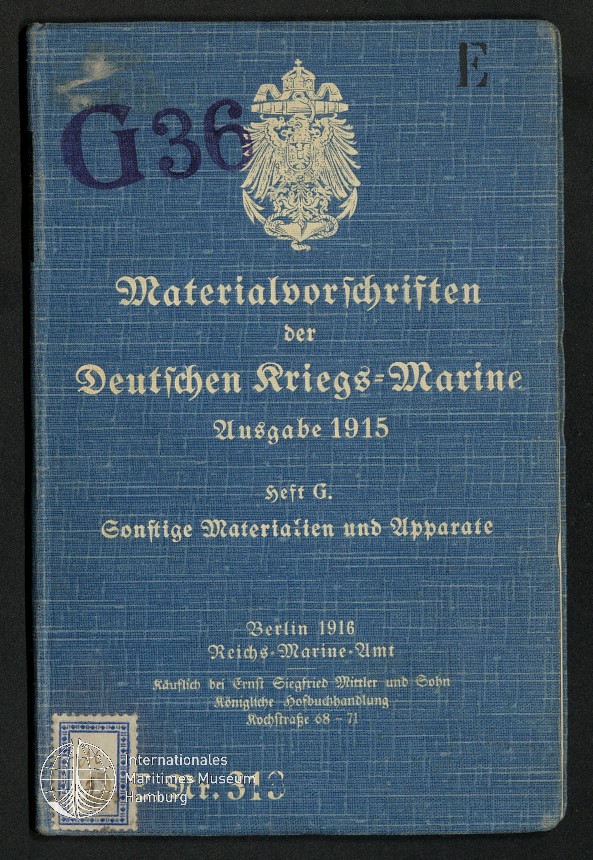 E
G36
Materialvorschriften
der
Deutschen Kriegs-Marine
Ausgabe 1915
Heft G.
Sonstige Materialien und Apparate
Berlin 1916
Reichs-Marine-Amt
Käuflich bei Ernst Siegfried Mittler und Sohn
Königliche Hofbuchhandlung
Kochstraße 68-71
Internationales
Maritimes Museum
Hamburg
Nr.